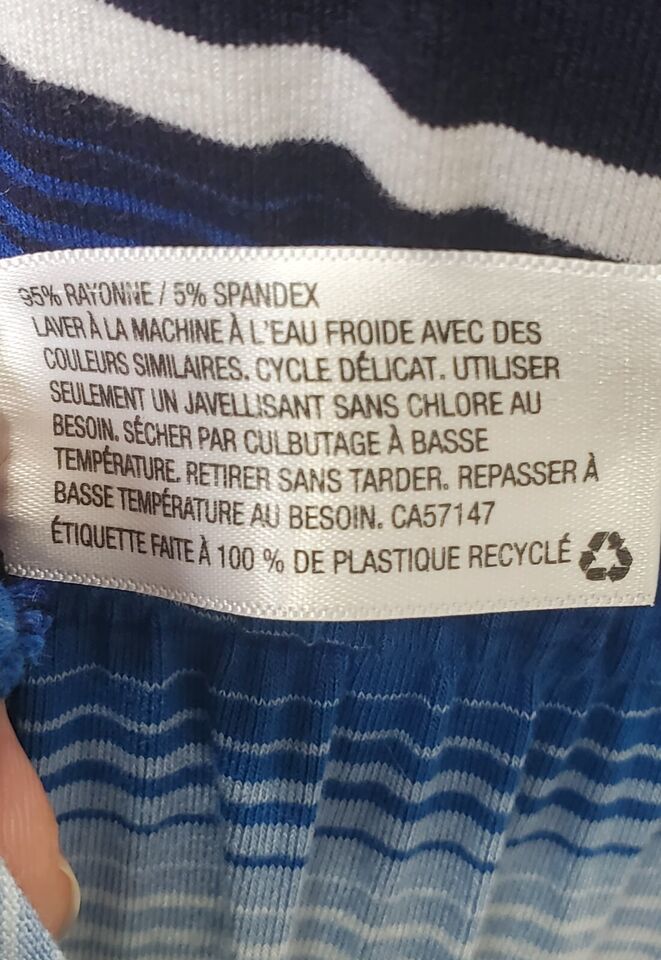 95% RAYONNE / 5% SPANDEX
LAVER À LA MACHINE À L'EAU FROIDE AVEC DES
COULEURS SIMILAIRES. CYCLE DÉLICAT. UTILISER
SEULEMENT UN JAVELLISANT SANS CHLORE AU
BESOIN. SÉCHER PAR CULBUTAGE À BASSE
TEMPÉRATURE. RETIRER SANS TARDER. REPASSER À
BASSE TEMPÉRATURE AU BESOIN. CA57147
ÉTIQUETTE FAITE À 100 % DE PLASTIQUE RECYCLÉ